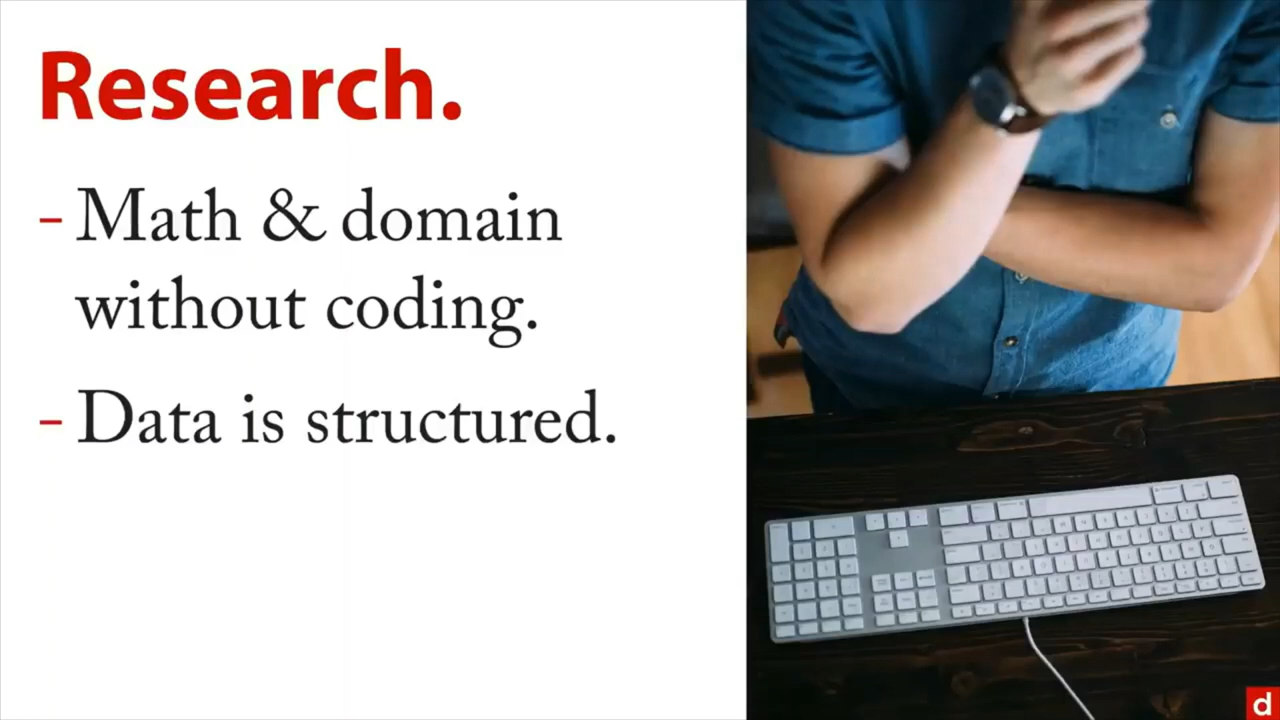 Research.
- Math & domain
without coding.
- Data is structured.
d